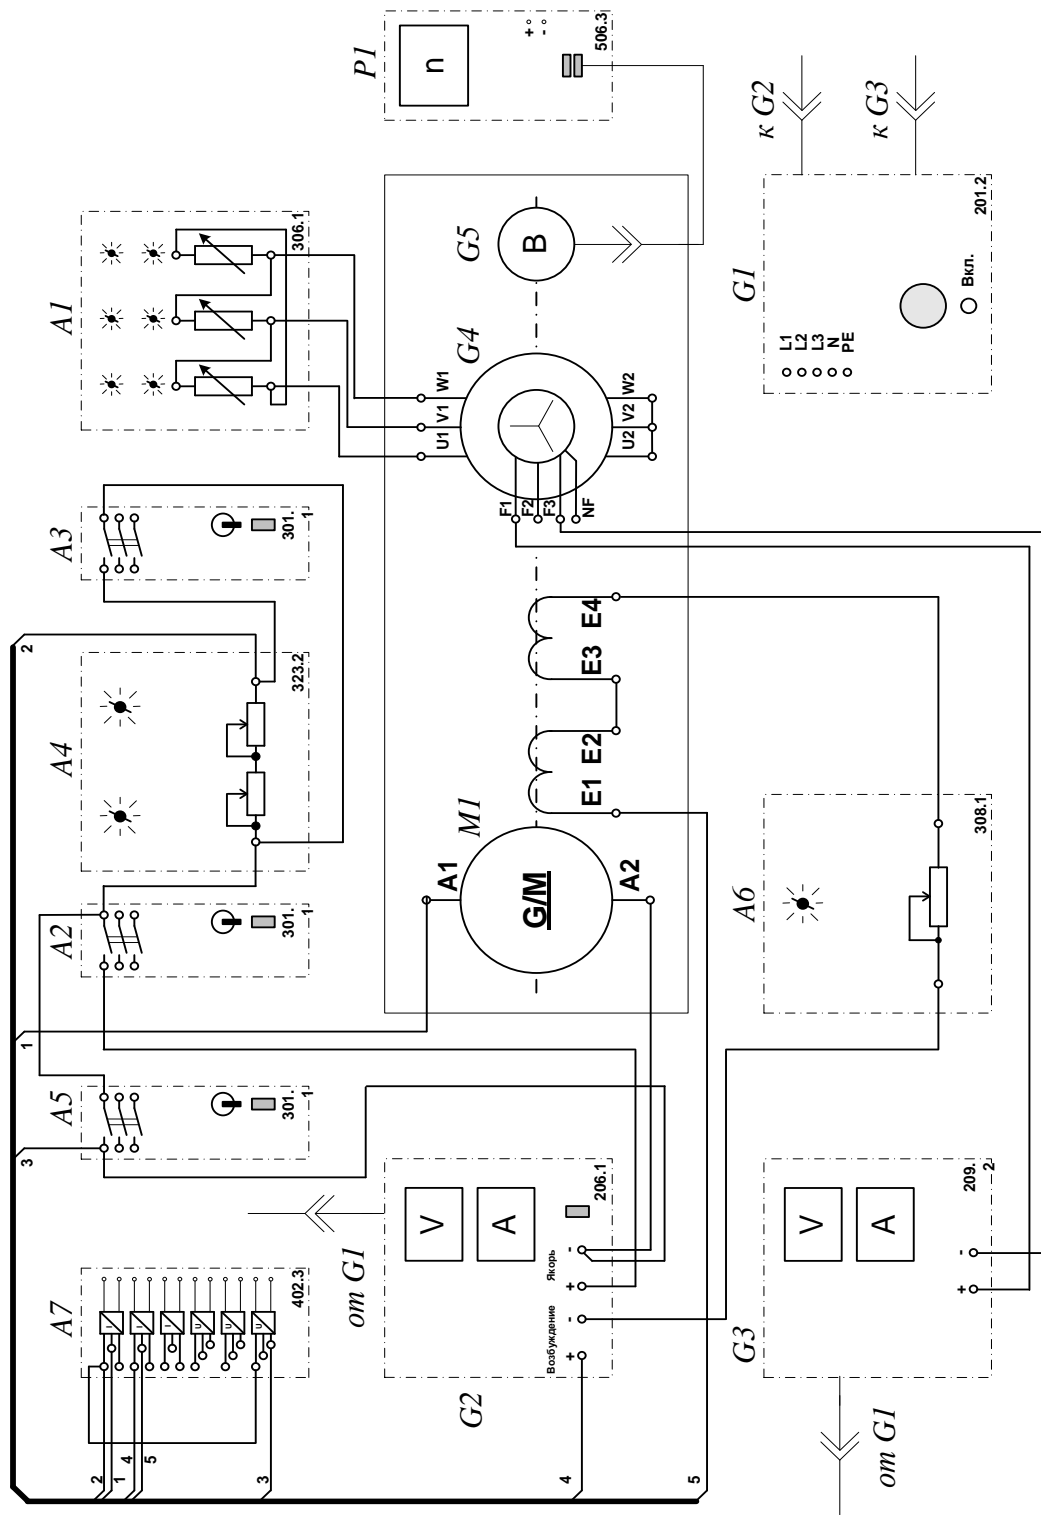 3
1
2
A7
A5
A2
A4
A3
A1
2
1
4
5
3
I
I
I
U
U
U
402.3
301.
1
301.
1
323.2
301.
1
306.1
от G1
P1
n
+
-
506.3
G2
V
A
Возбуждение
Якорь
+
-
+
-
206.1
4
M1
G4
G5
A1
G/M
A2
U1
V1
W1
B
F1
F2
F3
NF
U2
V2
W2
E1
E2
E3
E4
5
G3
A6
G1
к G2
V
A
+
-
209.
2
L1
L2
L3
N
PE
308.1
Вкл.
201.2
от G1
к G3